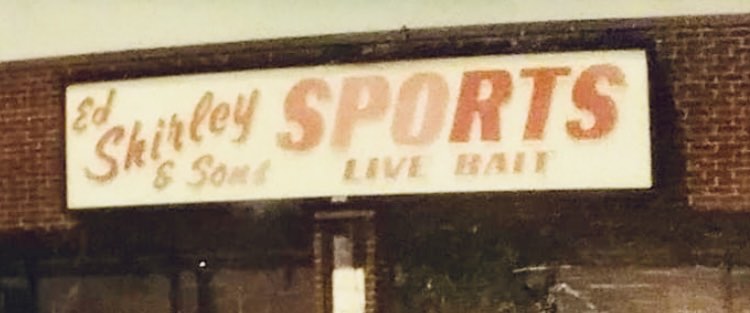 Ed
Shirley
& Sons
SPORTS
LIVE BAIT